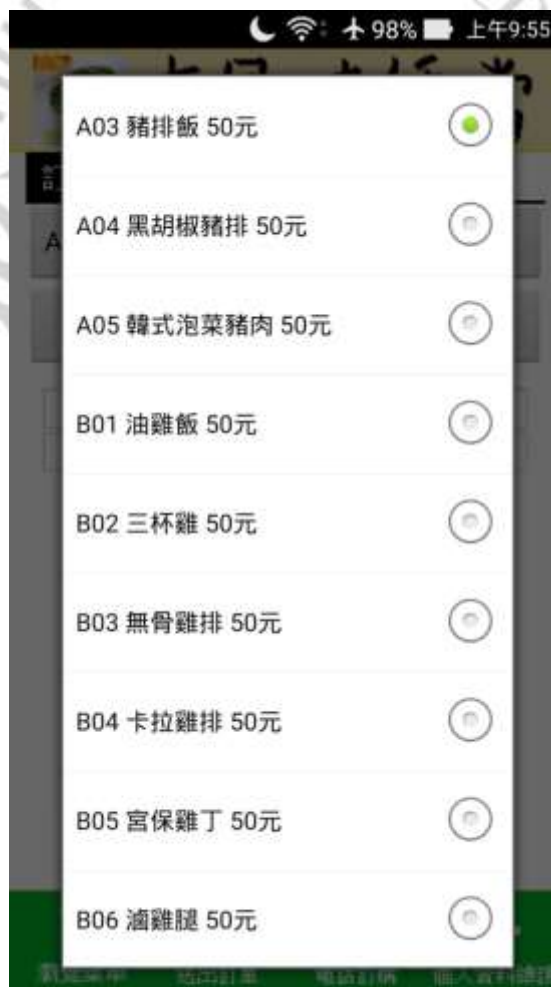 98% 上午9:55
A03 豬排飯 50元
A04 黑胡椒豬排 50元
A05 韓式泡菜豬肉 50元
B01 油雞飯 50元
B02 三杯雞 50元
B03 無骨雞排 50元
B04 卡拉雞排 50元
B05 宮保雞丁 50元
B06 滷雞腿 50元